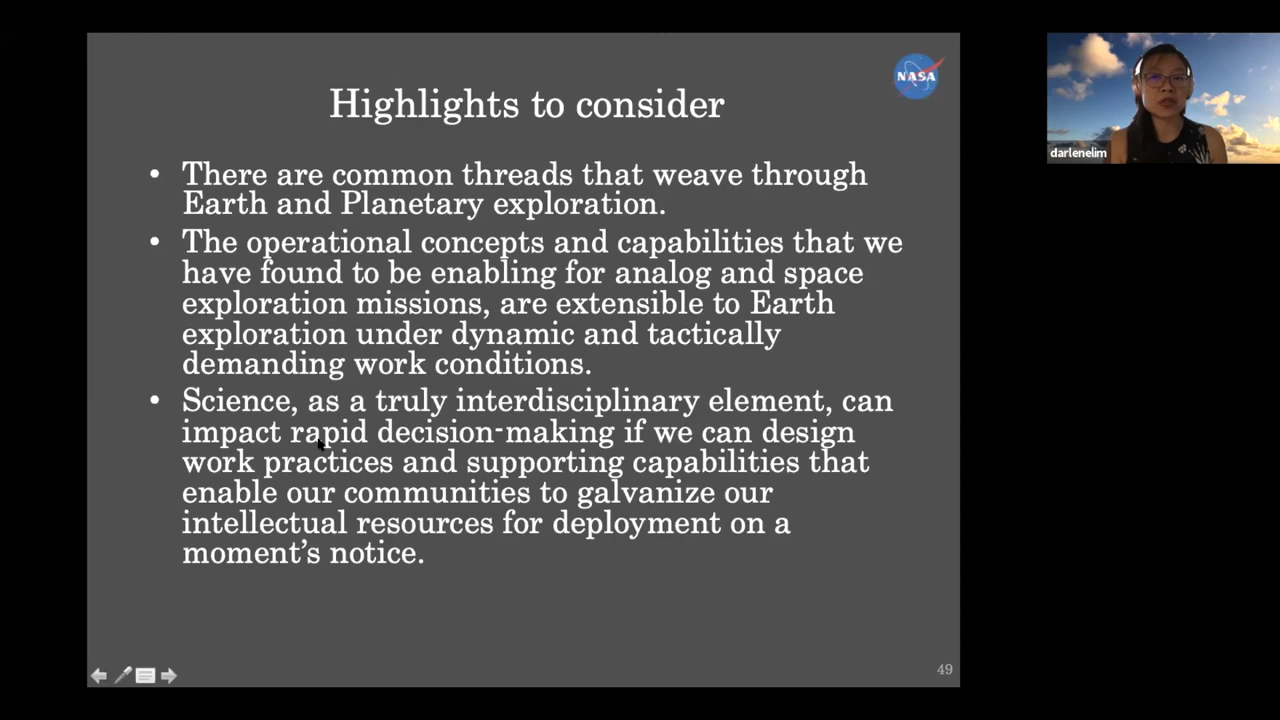 NASA
Highlights to consider
• There are common threads that weave through
Earth and Planetary exploration.
• The operational concepts and capabilities that we
have found to be enabling for analog and space
exploration missions, are extensible to Earth
exploration under dynamic and tactically
demanding work conditions.
• Science, as a truly interdisciplinary element, can
impact rapid decision-making if we can design
work practices and supporting capabilities that
enable our communities to galvanize our
intellectual resources for deployment on a
moment’s notice.
49
darlenelim